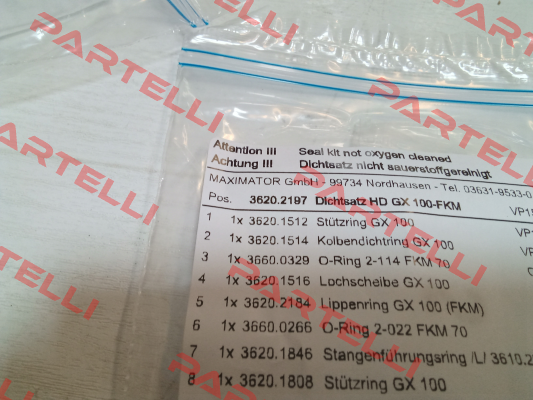 PARTELLI
Attention !!! Seal kit not oxygen cleaned
Achtung !!! Dichtsatz nicht sauerstoffgereinigt
MAXIMATOR GmbH - 99734 Nordhausen - Tel. 03631-9533-0
Pos. 3620.2197 Dichtsatz HD GX 100-FKM
1 1x 3620.1512 Stützring GX 100
2 1x 3620.1514 Kolbendichtring GX 100
3 1x 3660.0329 O-Ring 2-114 FKM 70
4 1x 3620.1516 Lochscheibe GX 100
5 1x 3620.2184 Lippenring GX 100 (FKM)
6 1x 3660.0266 O-Ring 2-022 FKM 70
7 1x 3620.1846 Stangenführungsring /L/ 3610.2
8 1x 3620.1808 Stützring GX 100